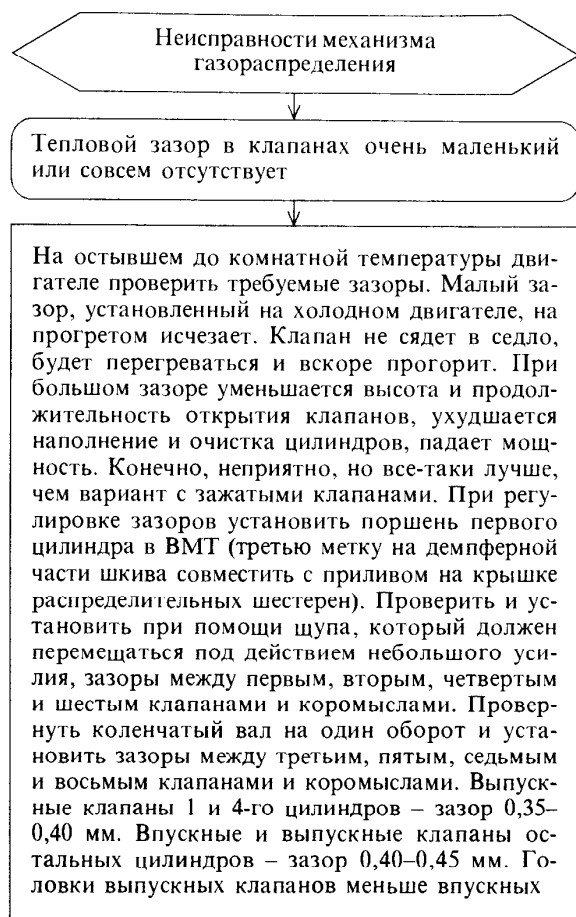 Неисправности механизма
газораспределения
Тепловой зазор в клапанах очень маленький
или совсем отсутствует
На остывшем до комнатной температуры дви-
гателе проверить требуемые зазоры. Малый за-
зор, установленный на холодном двигателе, на
прогретом исчезает. Клапан не сядет в седло,
будет перегреваться и вскоре прогорит. При
большом зазоре уменьшается высота и продол-
жительность открытия клапанов, ухудшается
наполнение и очистка цилиндров, падает мощ-
ность. Конечно, неприятно, но все-таки лучше,
чем вариант с зажатыми клапанами. При регу-
лировке зазоров установить поршень первого
цилиндра в ВМТ (третью метку на демпферной
части шкива совместить с приливом на крышке
распределительных шестерен). Проверить и ус-
тановить при помощи щупа, который должен
перемещаться под действием небольшого уси-
лия, зазоры между первым, вторым, четвертым
и шестым клапанами и коромыслами. Провер-
нуть коленчатый вал на один оборот и уста-
новить зазоры между третьим, пятым, седьмым
и восьмым клапанами и коромыслами. Выпуск-
ные клапаны 1 и 4-го цилиндров – зазор 0,35–
0,40 мм. Впускные и выпускные клапаны ос-
тальных цилиндров – зазор 0,40–0,45 мм. Го-
ловки выпускных клапанов меньше впускных